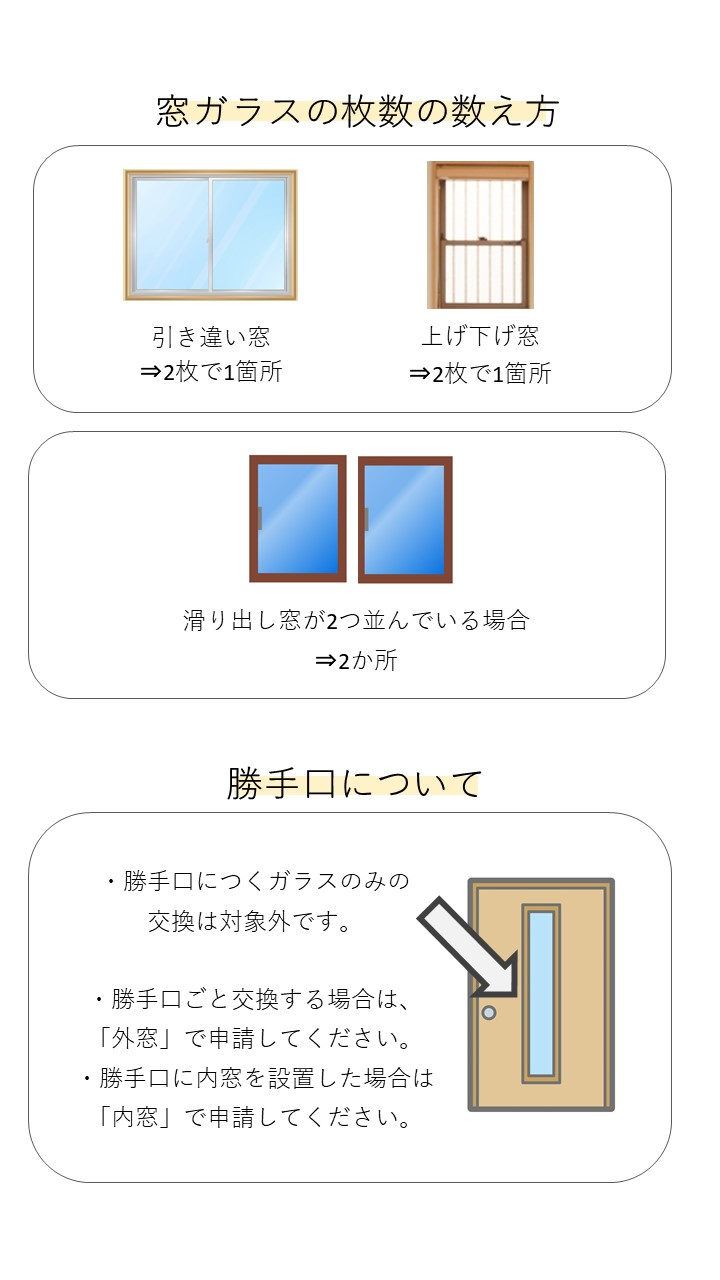 窓ガラスの枚数の数え方
引き違い窓
⇒2枚で1箇所
上げ下げ窓
⇒2枚で1箇所
滑り出し窓が2つ並んでいる場合
⇒2か所
勝手口について
・勝手口につくガラスのみの
交換は対象外です。
・勝手口ごと交換する場合は、
「外窓」で申請してください。
・勝手口に内窓を設置した場合は
「内窓」で申請してください。